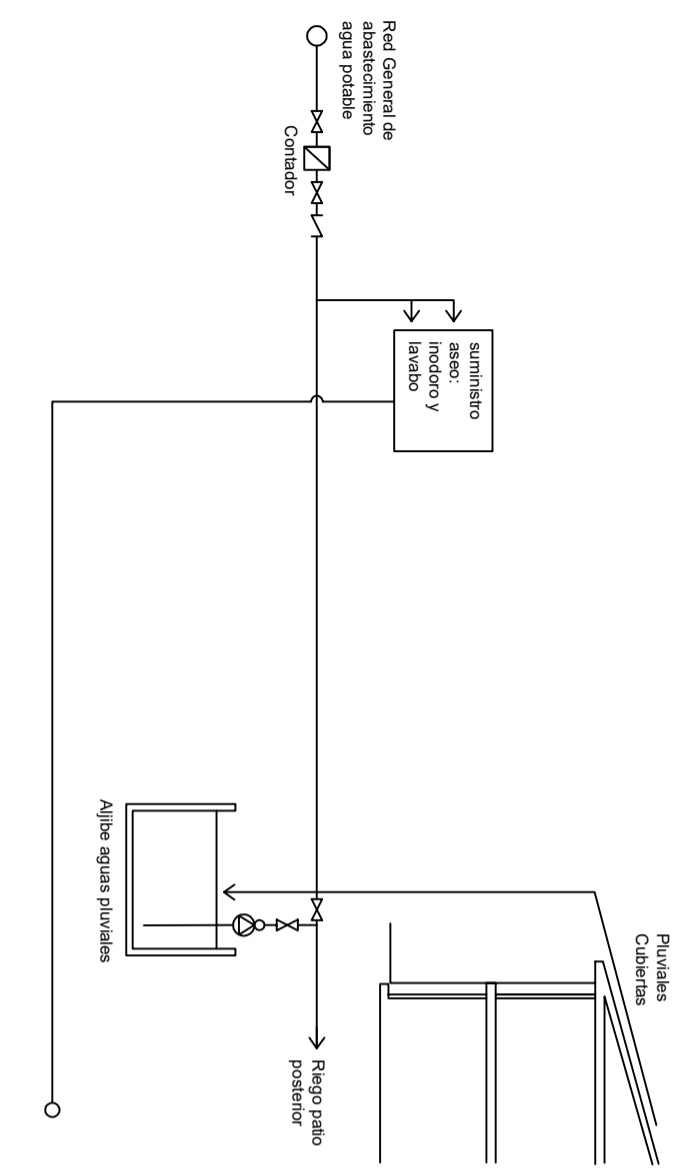 Red General de
abastecimiento
agua potable
Contador
suministro
aseo:
inodoro y
lavabo
Pluviales
Cubiertas
Aljibe aguas pluviales
Riego patio
posterior